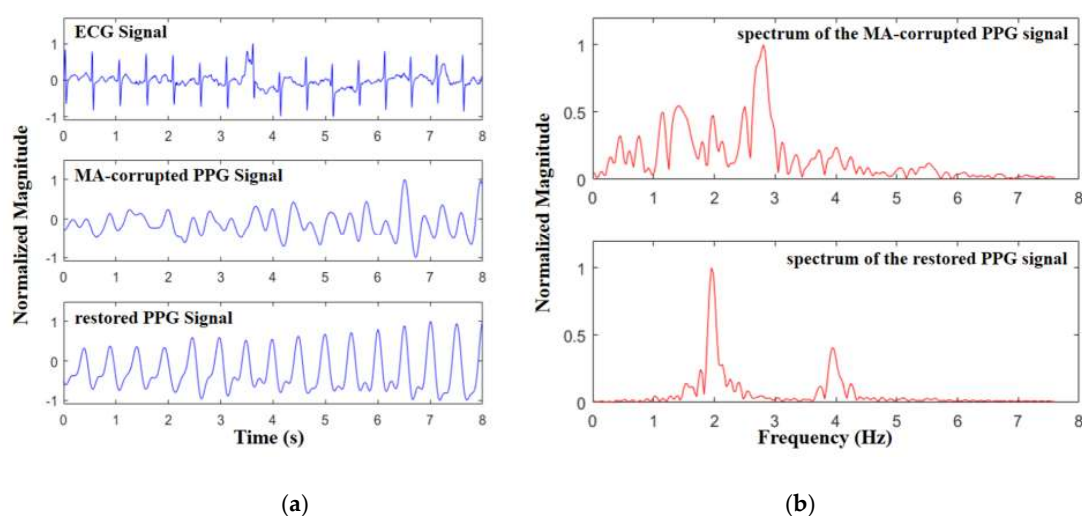 ECG Signal
1
0
-1
0 1 2 3 4 5 6 7 8
MA-corrupted PPG Signal
1
0
-1
0 1 2 3 4 5 6 7 8
restored PPG Signal
1
0
-1
0 1 2 3 4 5 6 7 8
Normalized Magnitude
Time (s)
(a)
spectrum of the MA-corrupted PPG signal
1
0.5
0
0 1 2 3 4 5 6 7 8
spectrum of the restored PPG signal
1
0.5
0
0 1 2 3 4 5 6 7 8
Normalized Magnitude
Frequency (Hz)
(b)